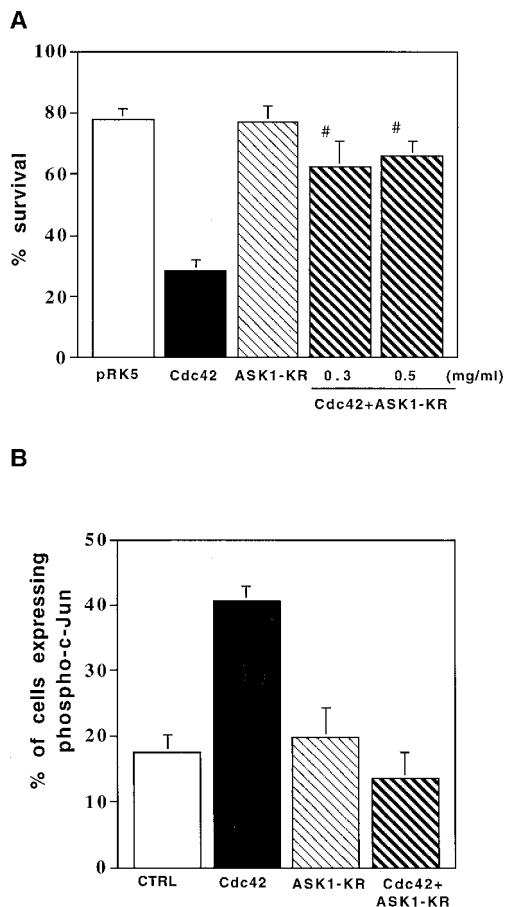 A
100
80
60
40
20
0
% survival
# #
pRK5 Cdc42 ASK1-KR 0.3 0.5 (mg/ml)
Cdc42+ASK1-KR
B
50
40
30
20
10
0
% of cells expressing
phospho-c-Jun
CTRL Cdc42 ASK1-KR Cdc42+
ASK1-KR